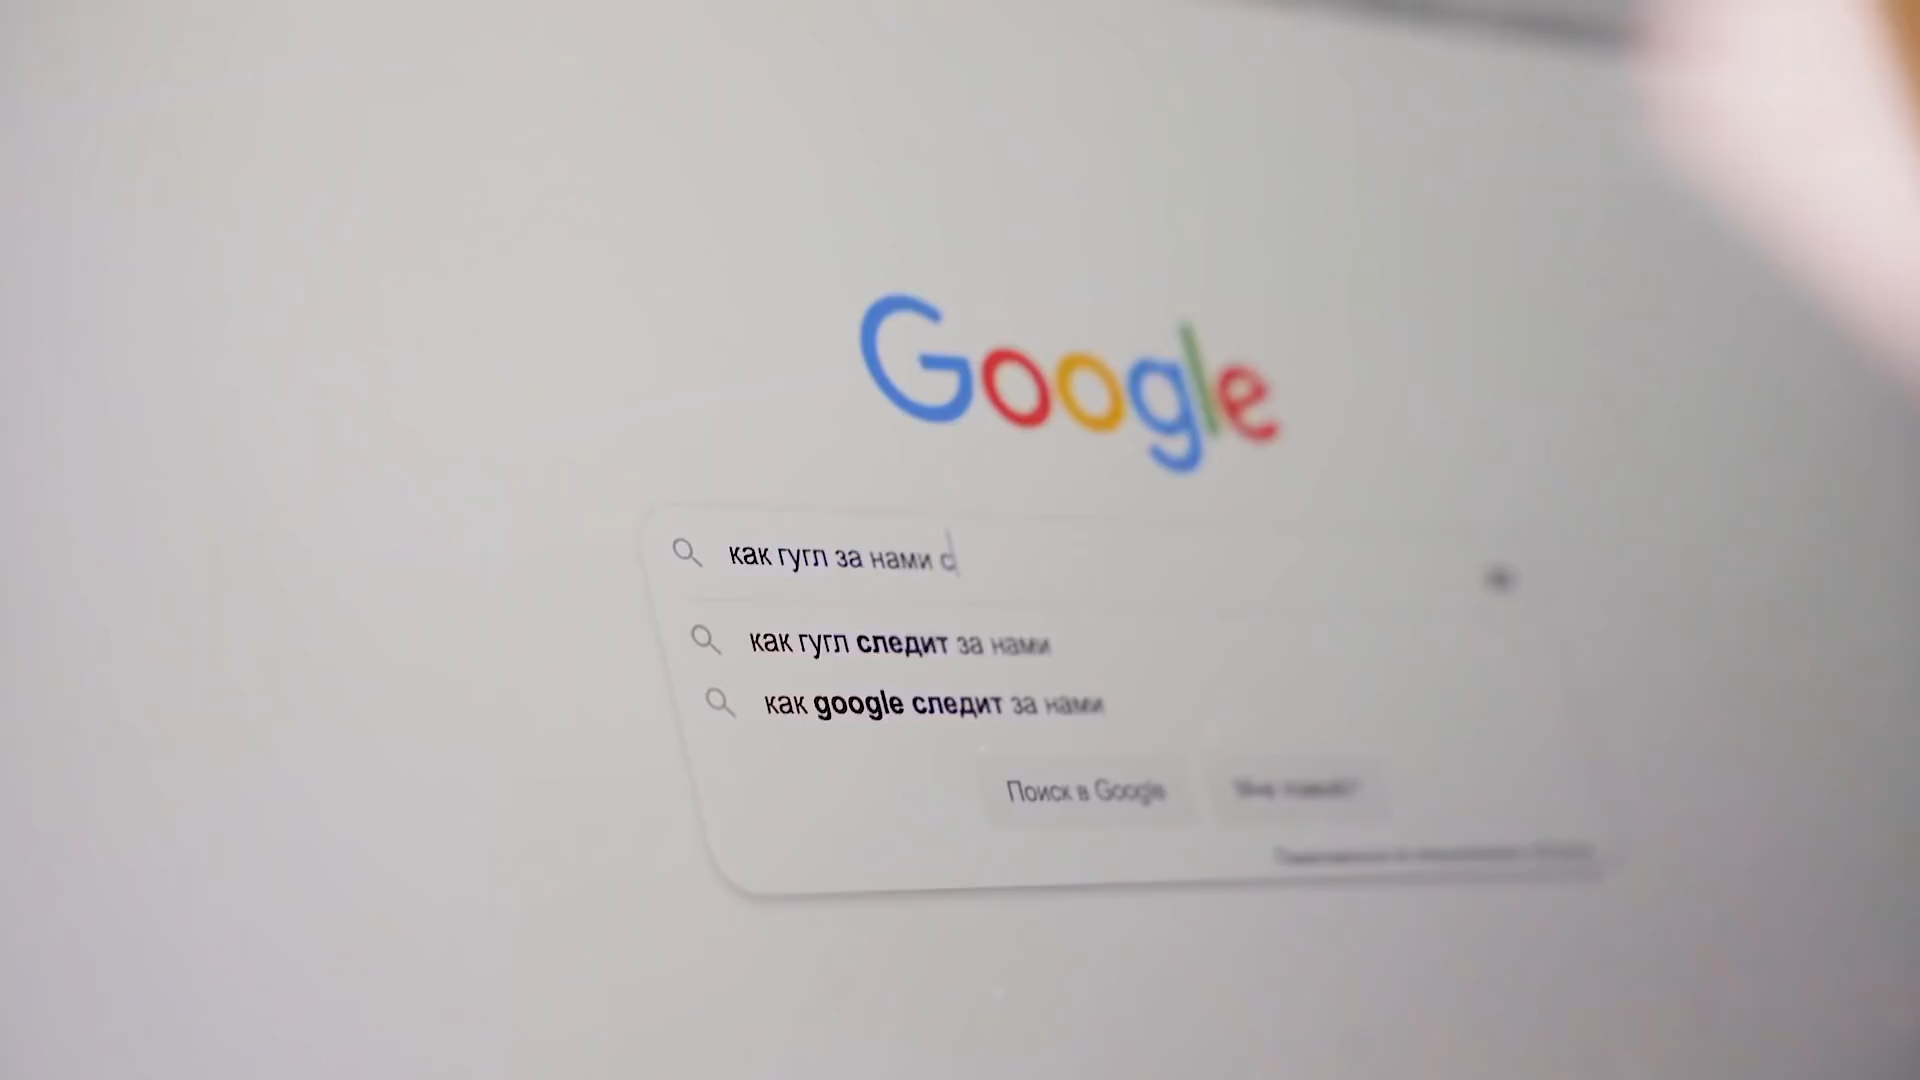 Google
как гугл за нами с
как гугл следит за нами
как google следит за нами
Поиск в Google